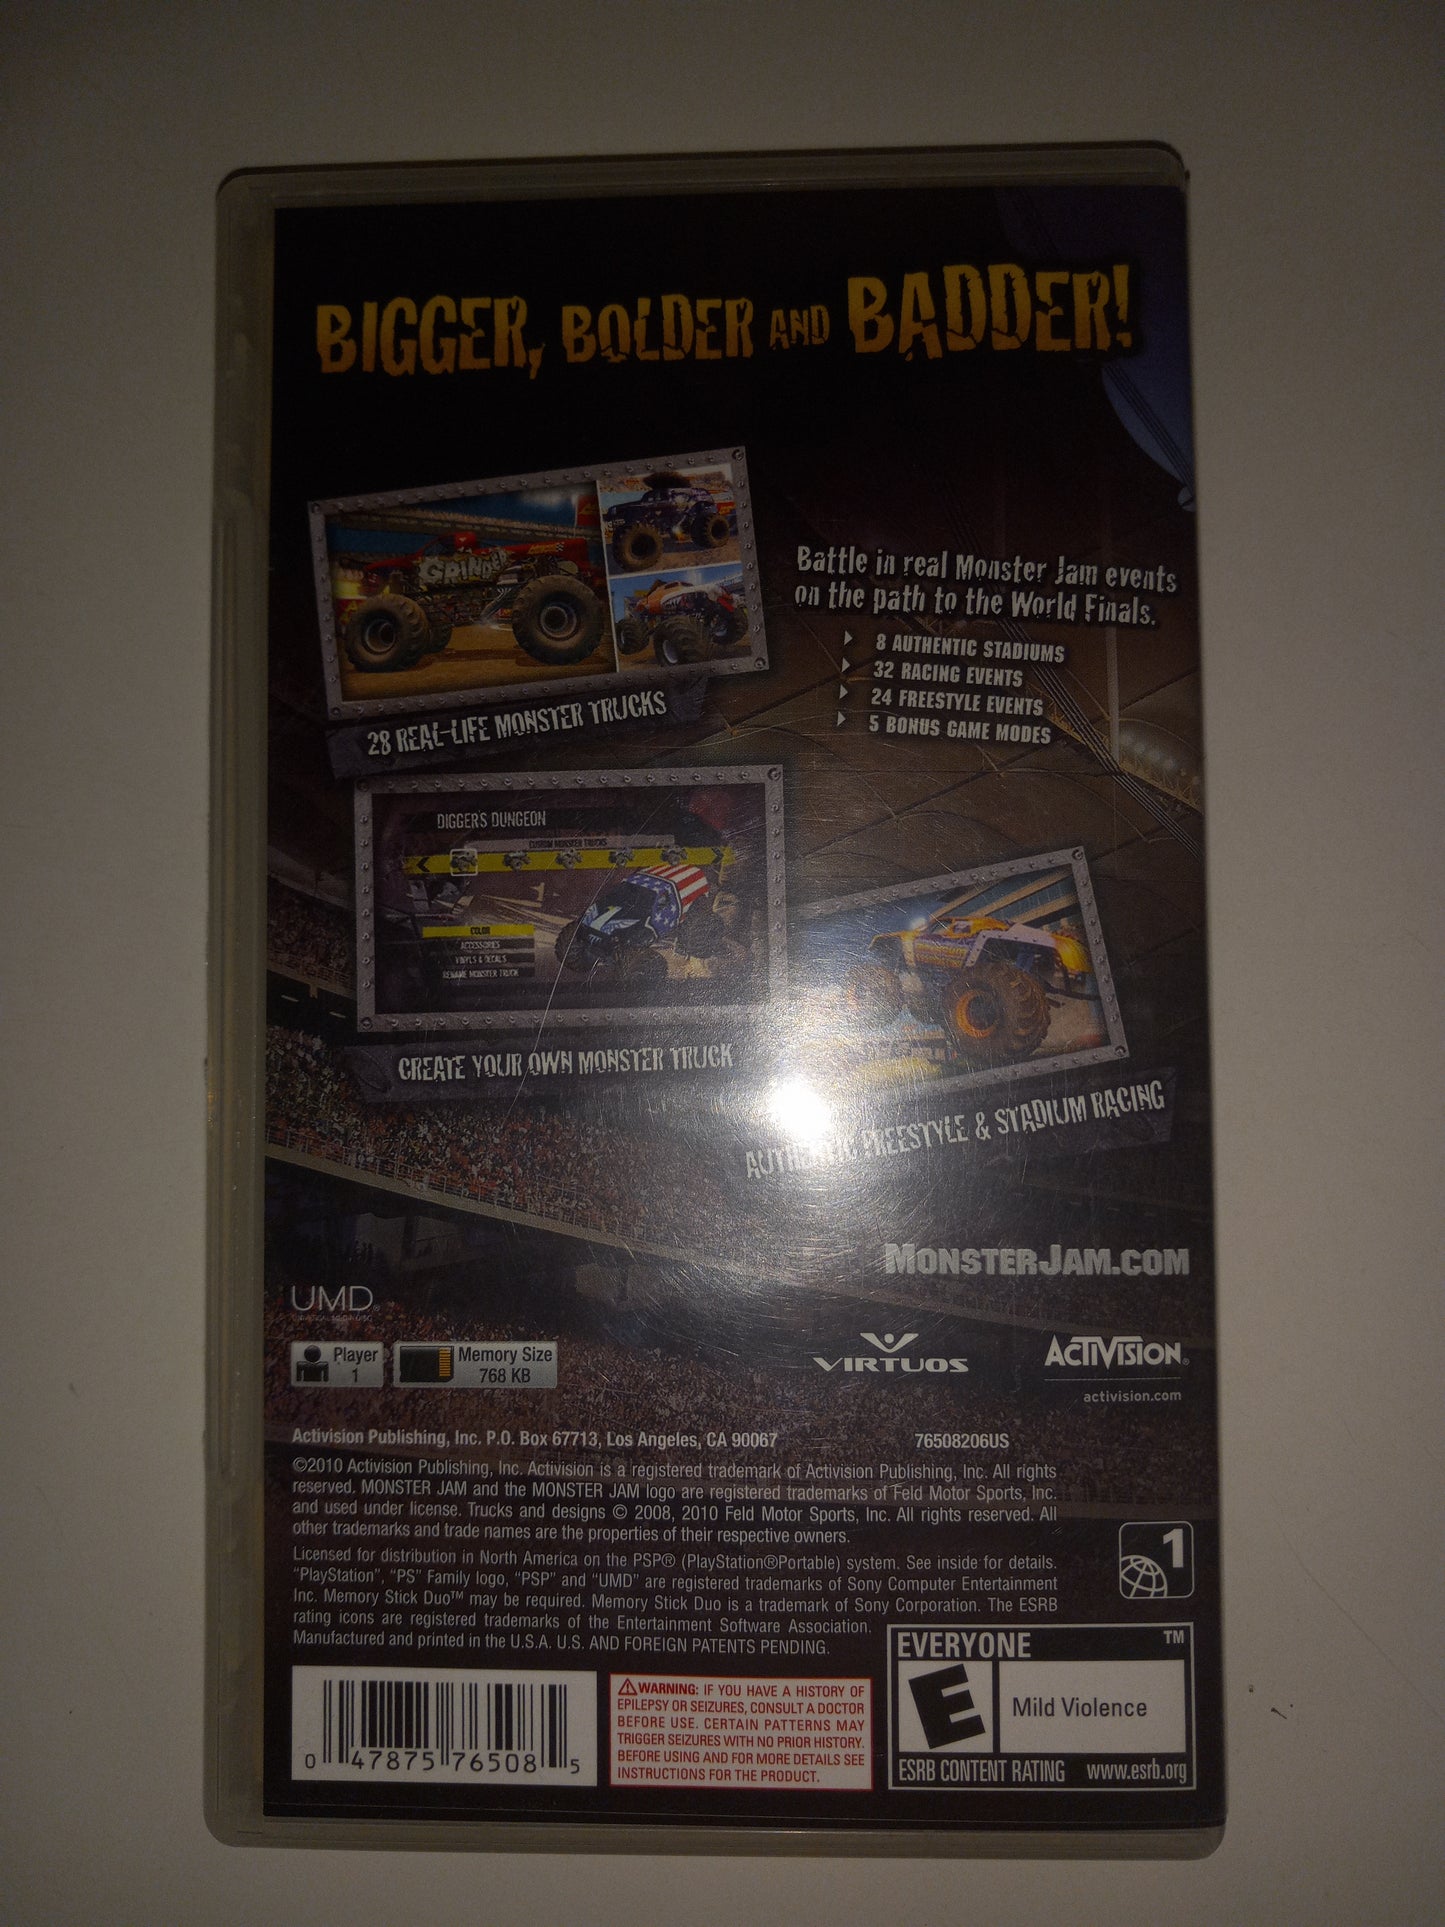 BIGGER, BOLDER AND BADDER!
GRINDER
28 REAL-LIFE MONSTER TRUCKS
Battle in real Monster Jam events
on the path to the World Finals.
8 AUTHENTIC STADIUMS
32 RACING EVENTS
24 FREESTYLE EVENTS
5 BONUS GAME MODES
DIGGER'S DUNGEON
CUSTOM MONSTER TRUCKS
COLOR
ACCESSORIES
VINYLS & DECALS
RENAME MONSTER TRUCK
CREATE YOUR OWN MONSTER TRUCK
AUTHENTIC FREESTYLE & STADIUM RACING
MONSTERJAM.COM
UMD®
Player
1
Memory Size
768 KB
VIRTUOS
ACTIVISION®
activision.com
Activision Publishing, Inc. P.O. Box 67713, Los Angeles, CA 90067
76508206US
©2010 Activision Publishing, Inc. Activision is a registered trademark of Activision Publishing, Inc. All rights
reserved. MONSTER JAM and the MONSTER JAM logo are registered trademarks of Feld Motor Sports, Inc.
and used under license. Trucks and designs © 2008, 2010 Feld Motor Sports, Inc. All rights reserved. All
other trademarks and trade names are the properties of their respective owners.
Licensed for distribution in North America on the PSP® (PlayStation®Portable) system. See inside for details.
"PlayStation", "PS" Family logo, "PSP" and "UMD" are registered trademarks of Sony Computer Entertainment
Inc. Memory Stick Duo™ may be required. Memory Stick Duo is a trademark of Sony Corporation. The ESRB
rating icons are registered trademarks of the Entertainment Software Association.
Manufactured and printed in the U.S.A. U.S. AND FOREIGN PATENTS PENDING.
1
0 47875 76508 5
WARNING: IF YOU HAVE A HISTORY OF
EPILEPSY OR SEIZURES, CONSULT A DOCTOR
BEFORE USE. CERTAIN PATTERNS MAY
TRIGGER SEIZURES WITH NO PRIOR HISTORY.
BEFORE USING AND FOR MORE DETAILS SEE
INSTRUCTIONS FOR THE PRODUCT.
EVERYONE TM
E
Mild Violence
ESRB CONTENT RATING www.esrb.org